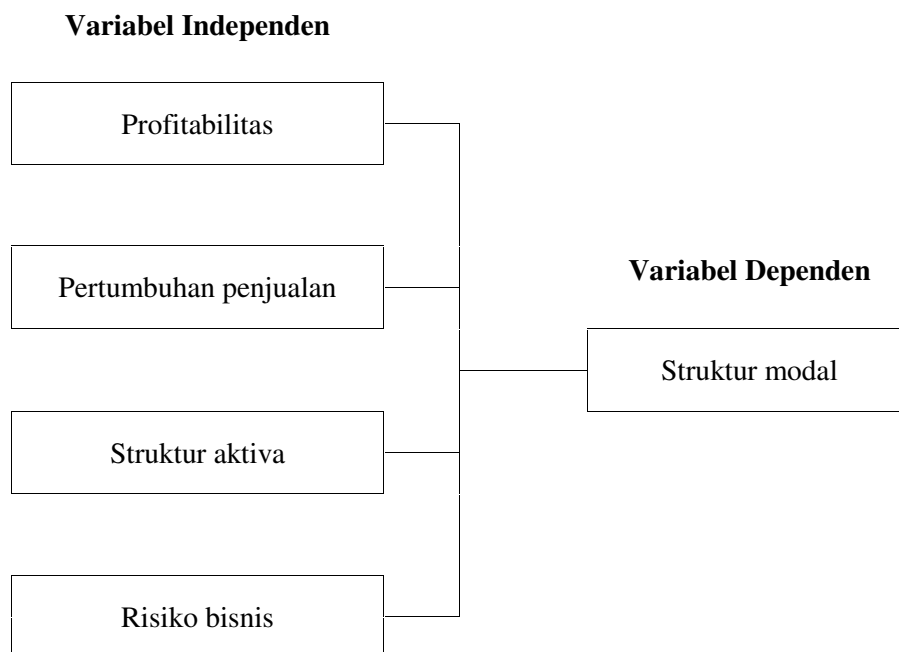 Variabel Independen
Profitabilitas
Pertumbuhan penjualan
Variabel Dependen
Struktur modal
Struktur aktiva
Risiko bisnis